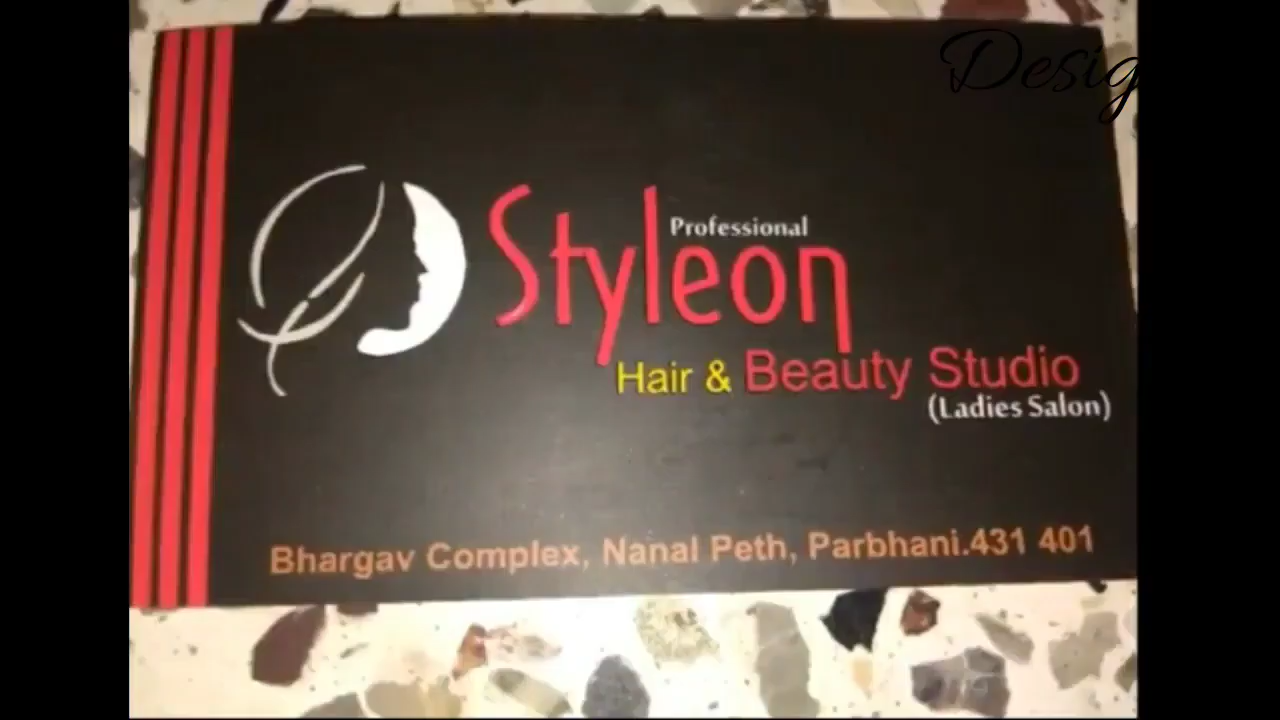 Desig
Professional
Styleon
Hair & Beauty Studio
(Ladies Salon)
Bhargav Complex, Nanal Peth, Parbhani.431 401